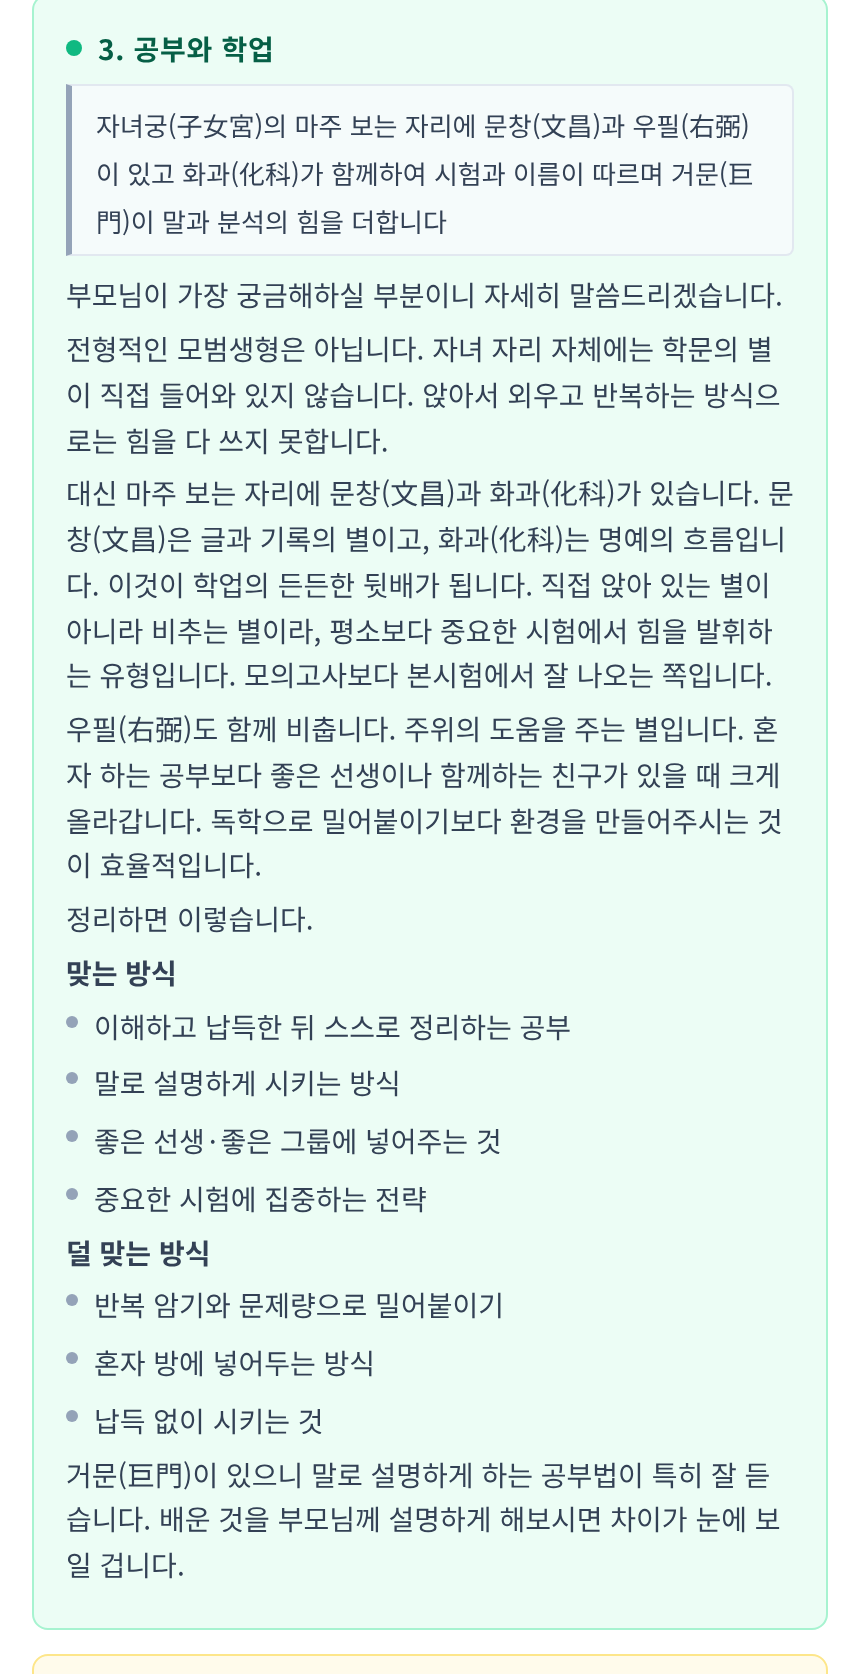 3. 공부와 학업
자녀궁(子女宮)의 마주 보는 자리에 문창(文昌)과 우필(右弼)
이 있고 화과(化科)가 함께하여 시험과 이름이 따르며 거문(巨
門)이 말과 분석의 힘을 더합니다
부모님이 가장 궁금해하실 부분이니 자세히 말씀드리겠습니다.
전형적인 모범생형은 아닙니다. 자녀 자리 자체에는 학문의 별
이 직접 들어와 있지 않습니다. 앉아서 외우고 반복하는 방식으
로는 힘을 다 쓰지 못합니다.
대신 마주 보는 자리에 문창(文昌)과 화과(化科)가 있습니다. 문
창(文昌)은 글과 기록의 별이고, 화과(化科)는 명예의 흐름입니
다. 이것이 학업의 든든한 뒷배가 됩니다. 직접 앉아 있는 별이
아니라 비추는 별이라, 평소보다 중요한 시험에서 힘을 발휘하
는 유형입니다. 모의고사보다 본시험에서 잘 나오는 쪽입니다.
우필(右弼)도 함께 비춥니다. 주위의 도움을 주는 별입니다. 혼
자 하는 공부보다 좋은 선생이나 함께하는 친구가 있을 때 크게
올라갑니다. 독학으로 밀어붙이기보다 환경을 만들어주시는 것
이 효율적입니다.
정리하면 이렇습니다.
맞는 방식
이해하고 납득한 뒤 스스로 정리하는 공부
말로 설명하게 시키는 방식
좋은 선생·좋은 그룹에 넣어주는 것
중요한 시험에 집중하는 전략
덜 맞는 방식
반복 암기와 문제량으로 밀어붙이기
혼자 방에 넣어두는 방식
납득 없이 시키는 것
거문(巨門)이 있으니 말로 설명하게 하는 공부법이 특히 잘 듣
습니다. 배운 것을 부모님께 설명하게 해보시면 차이가 눈에 보
일 겁니다.